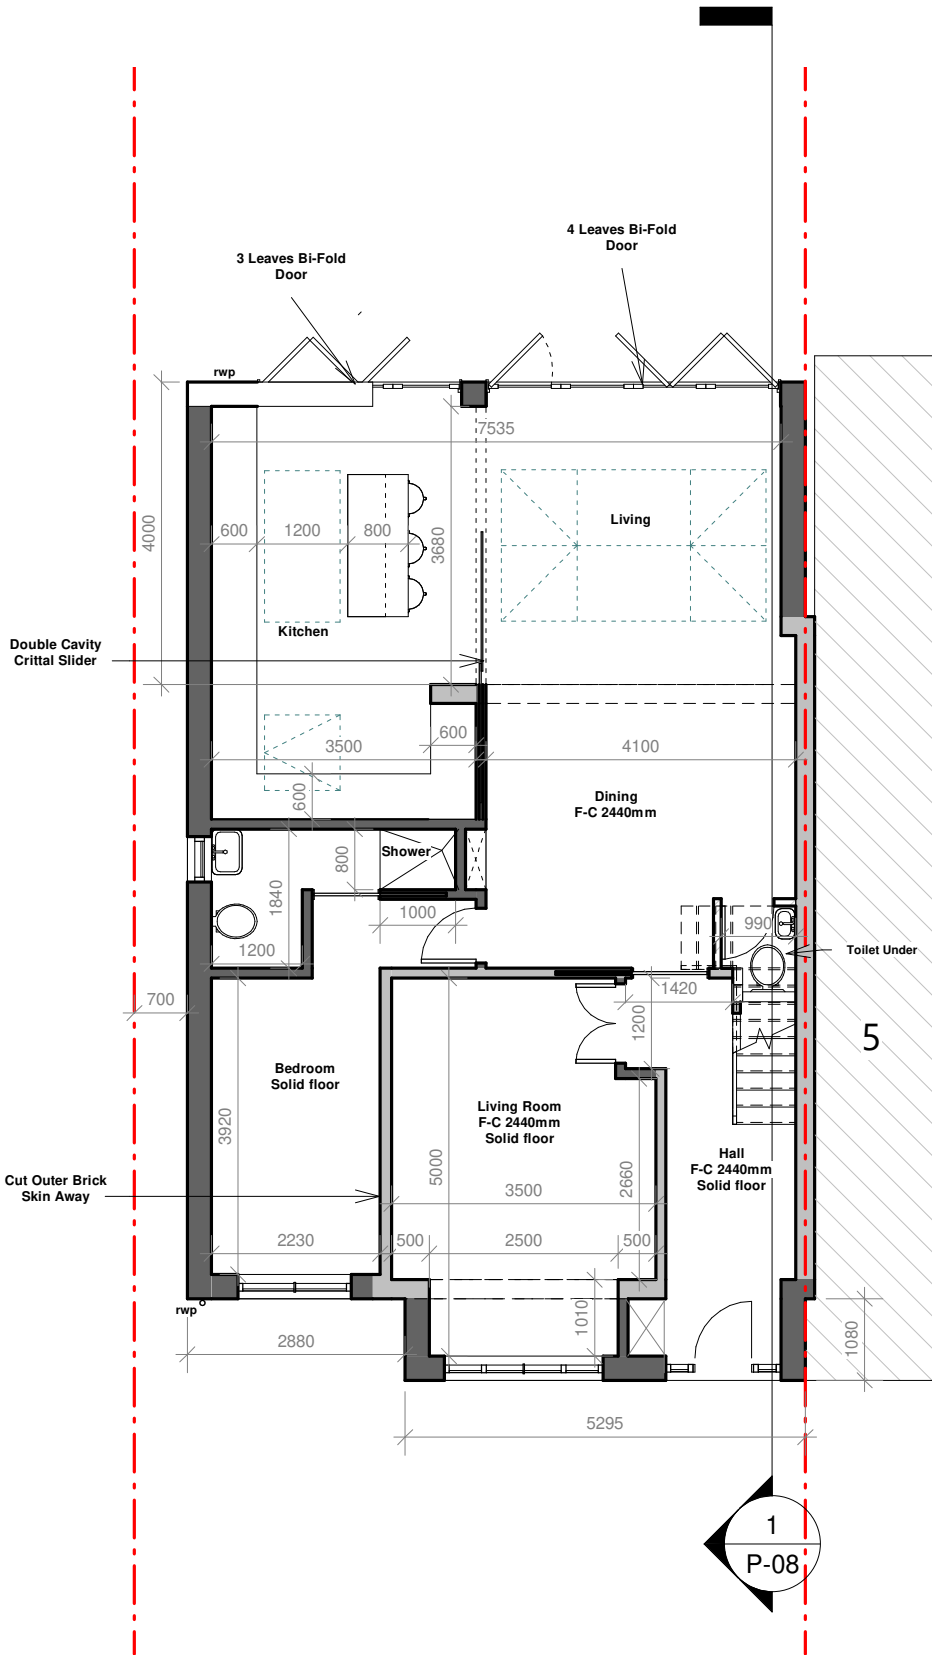 4 Leaves Bi-Fold
Door
3 Leaves Bi-Fold
Door
rwp
7535
4000
600
1200
800
3680
Living
Kitchen
Double Cavity
Crittal Slider
600
3500
4100
600
Dining
F-C 2440mm
Shower
800
1840
1000
1200
990
Toilet Under
700
1420
1200
5
Bedroom
Solid floor
3920
Living Room
F-C 2440mm
Solid floor
5000
2660
Hall
F-C 2440mm
Solid floor
Cut Outer Brick
Skin Away
3500
2230
500
2500
500
rwp
1010
2880
1080
5295
1
P-08